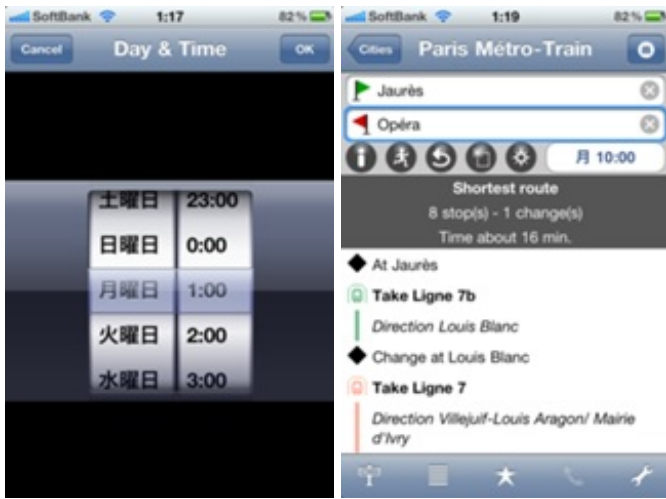 SoftBank 1:17 82%
Cancel Day & Time OK
土曜日 23:00
日曜日 0:00
月曜日 1:00
火曜日 2:00
水曜日 3:00
SoftBank 1:19 82%
Cities Paris Métro-Train
Jaurès
Opéra
月 10:00
Shortest route
8 stop(s) - 1 change(s)
Time about 16 min.
At Jaurès
Take Ligne 7b
Direction Louis Blanc
Change at Louis Blanc
Take Ligne 7
Direction Villejuif-Louis Aragon/ Mairie
d'Ivry